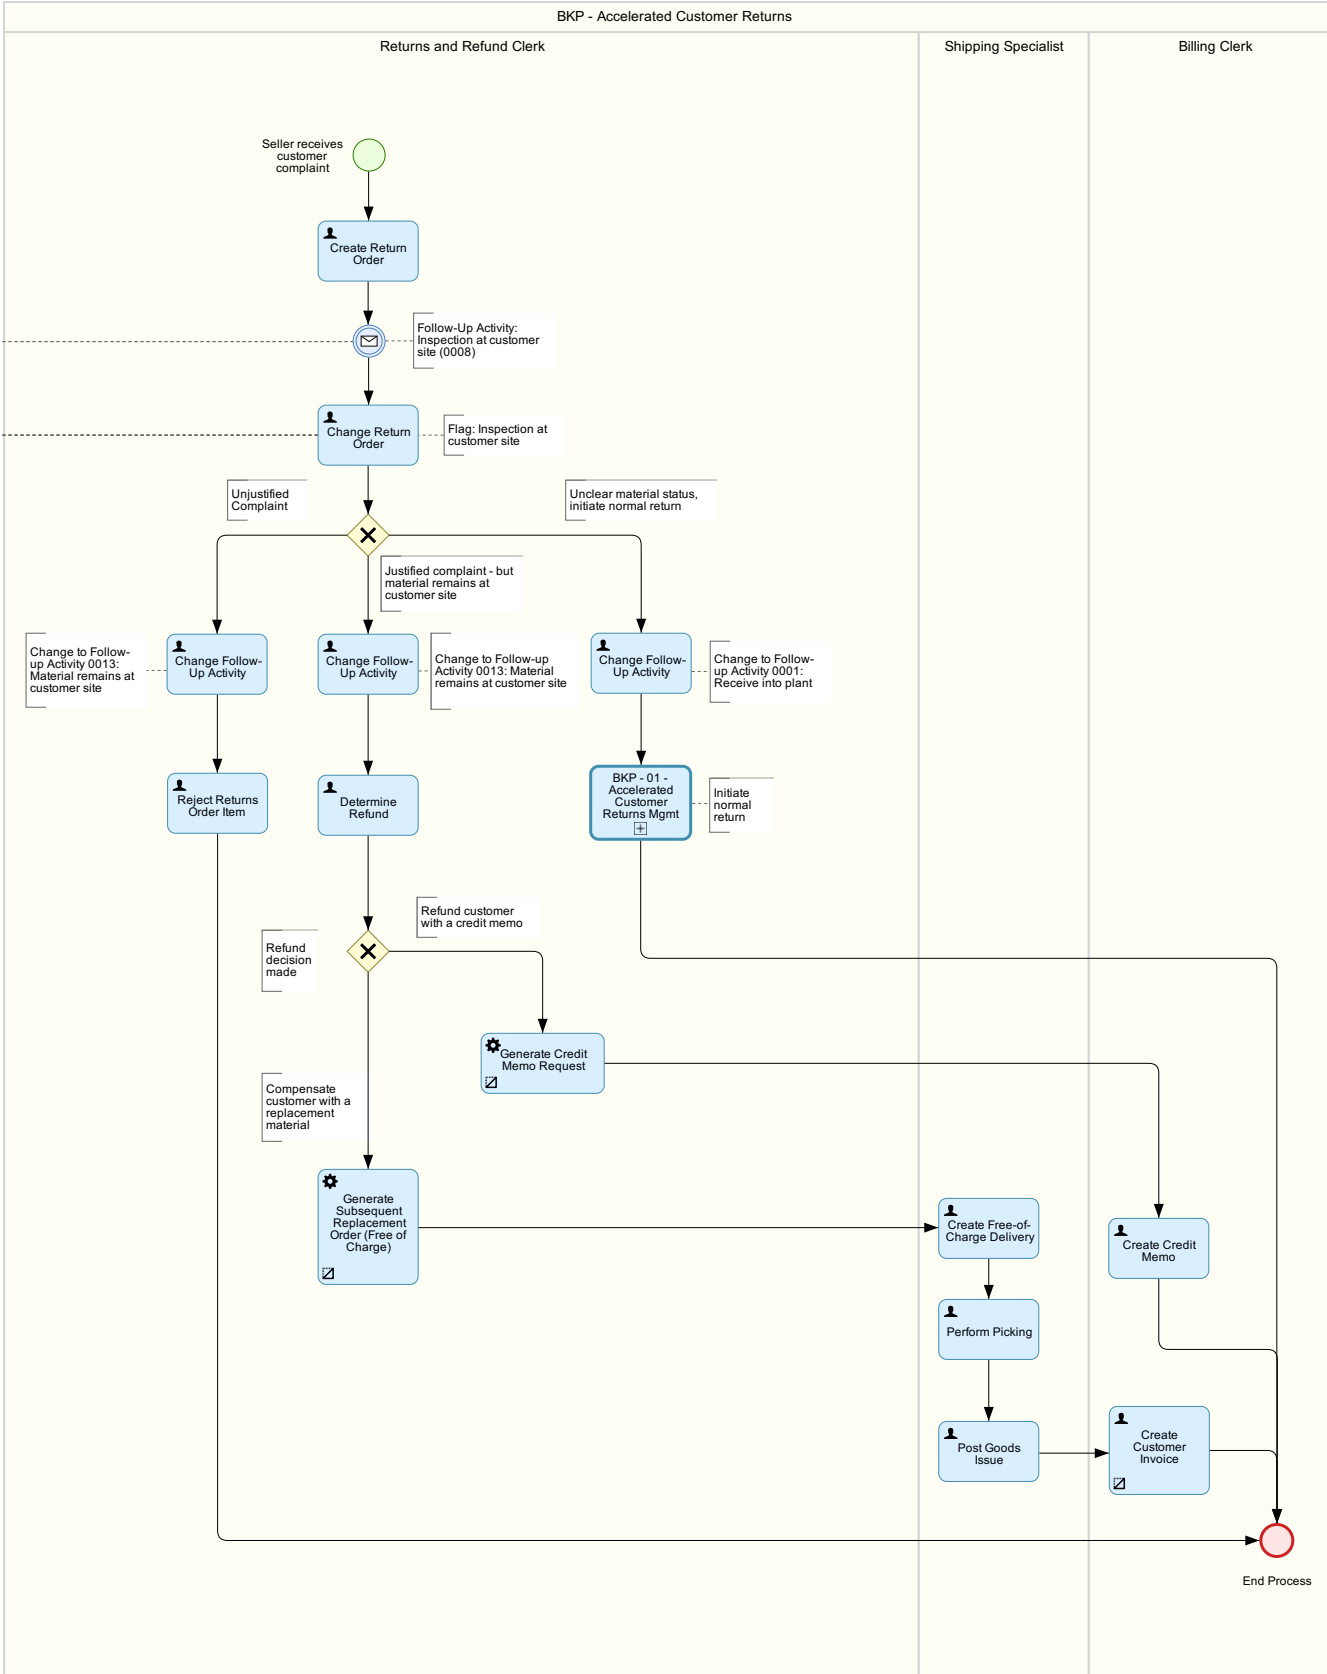 BKP - Accelerated Customer Returns
Returns and Refund Clerk
Shipping Specialist
Billing Clerk
Seller receives
customer
complaint
Create Return
Order
Follow-Up Activity:
Inspection at customer
site (0008)
Change Return
Order
Flag: Inspection at
customer site
Unjustified
Complaint
Unclear material status,
initiate normal return
Justified complaint - but
material remains at
customer site
Change to Follow-
up Activity 0013:
Material remains at
customer site
Change Follow-
Up Activity
Change Follow-
Up Activity
Change to Follow-up
Activity 0013: Material
remains at customer site
Change Follow-
Up Activity
Change to Follow-
up Activity 0001:
Receive into plant
Reject Returns
Order Item
Determine
Refund
BKP - 01 -
Accelerated
Customer
Returns Mgmt
Initiate
normal
return
Refund customer
with a credit memo
Refund
decision
made
Generate Credit
Memo Request
Compensate
customer with a
replacement
material
Generate
Subsequent
Replacement
Order (Free of
Charge)
Create Free-of-
Charge Delivery
Create Credit
Memo
Perform Picking
Post Goods
Issue
Create
Customer
Invoice
End Process